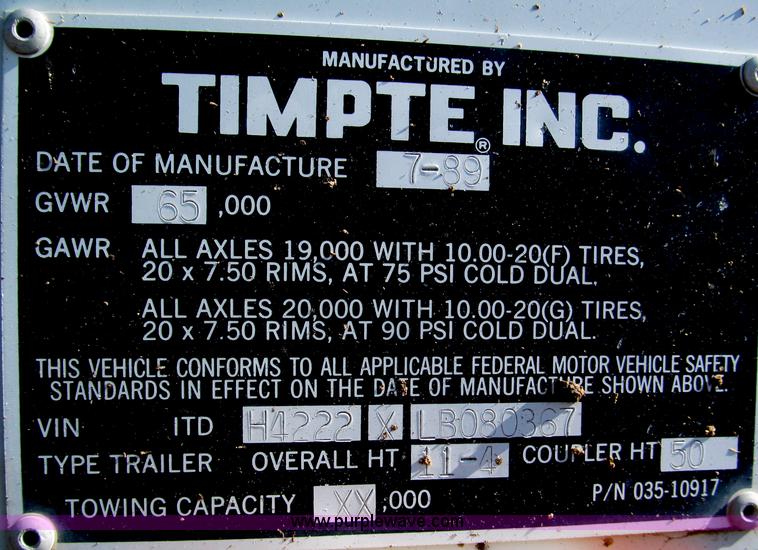 MANUFACTURED BY
TIMPTE INC.
®
DATE OF MANUFACTURE 7-89
GVWR 65 ,000
GAWR ALL AXLES 19,000 WITH 10.00-20(F) TIRES,
20 x 7.50 RIMS, AT 75 PSI COLD DUAL.
ALL AXLES 20,000 WITH 10.00-20(G) TIRES,
20 x 7.50 RIMS, AT 90 PSI COLD DUAL.
THIS VEHICLE CONFORMS TO ALL APPLICABLE FEDERAL MOTOR VEHICLE SAFETY
STANDARDS IN EFFECT ON THE DATE OF MANUFACTURE SHOWN ABOVE.
VIN ITD H4222 X LB080367
TYPE TRAILER OVERALL HT 11-4 COUPLER HT 50
P/N 035-10917
TOWING CAPACITY XX ,000
www.purplewave.com